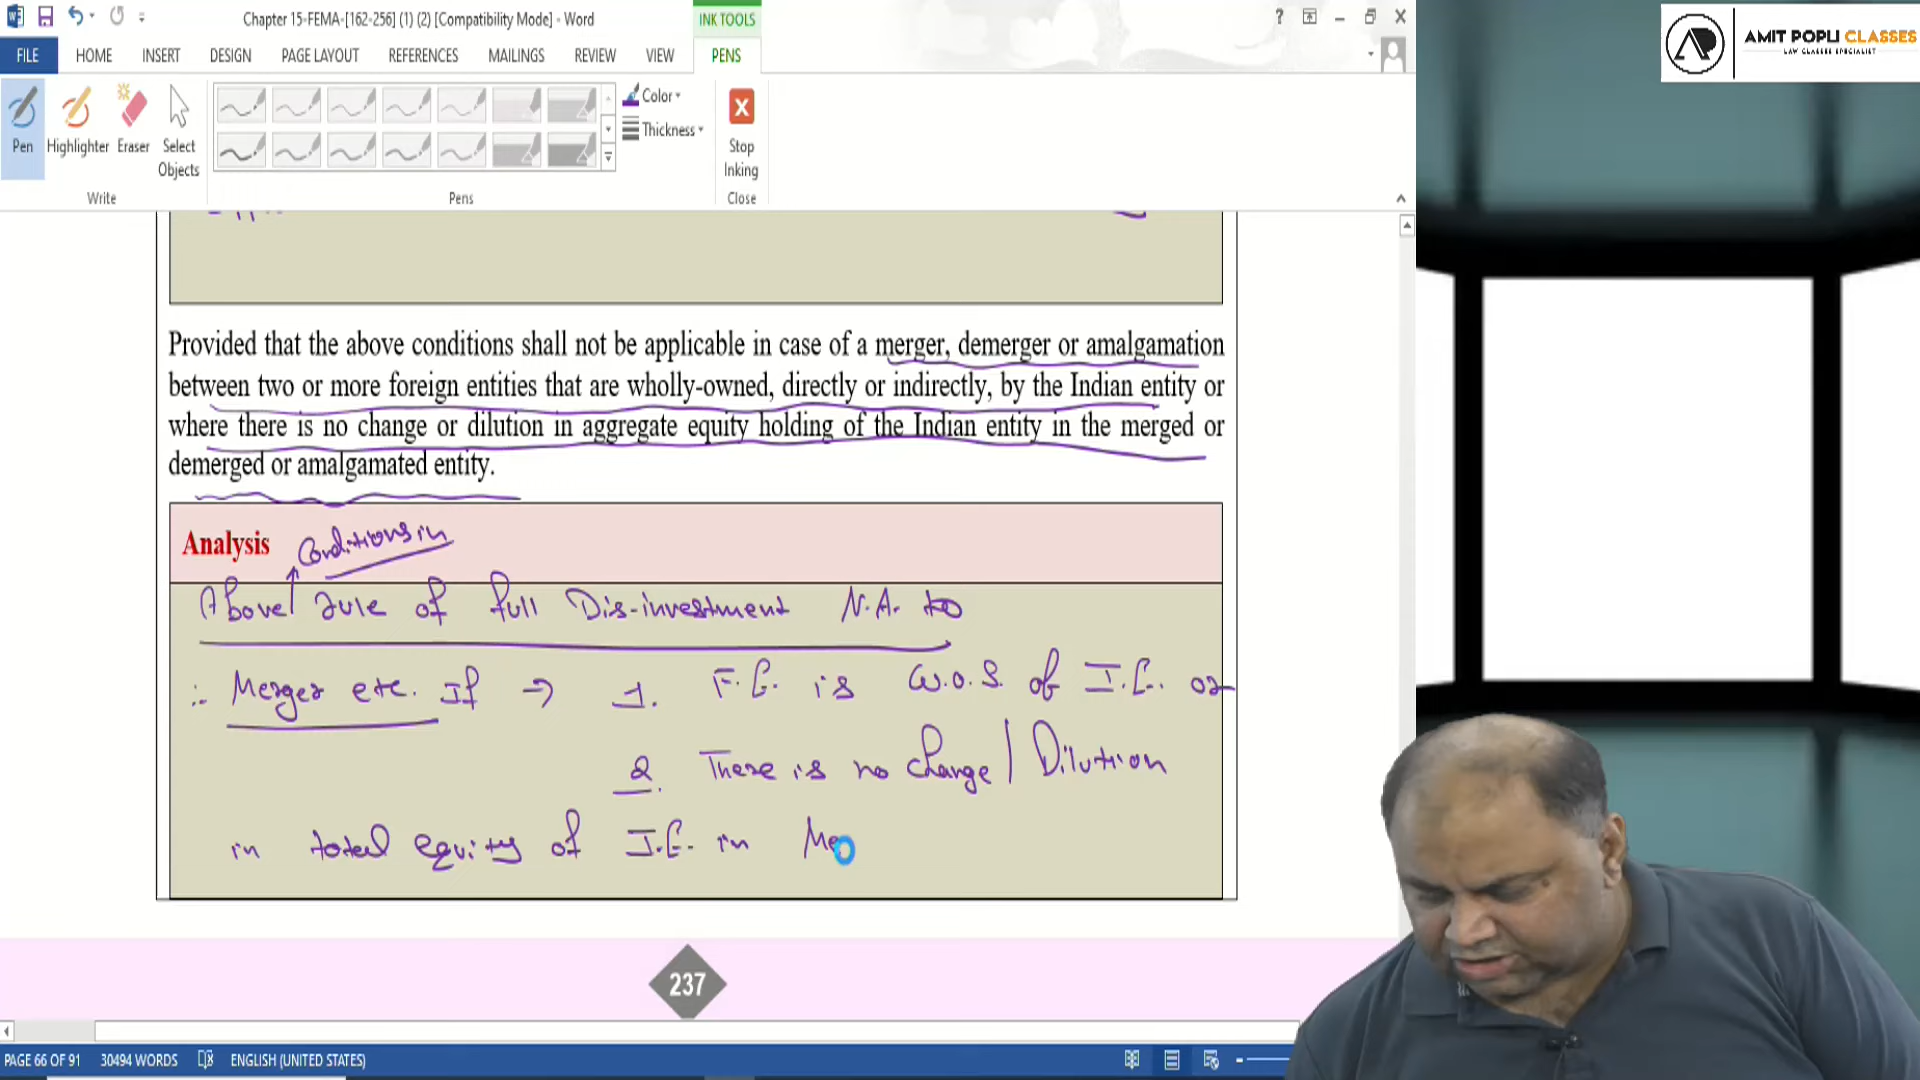 Chapter 15-FEMA-[162-256] (1) (2) [Compatibility Mode] - Word
INK TOOLS
FILE HOME INSERT DESIGN PAGE LAYOUT REFERENCES MAILINGS REVIEW VIEW PENS
AMIT POPLI CLASSES
LAW CLASSES SPECIALIST
Pen Highlighter Eraser Select Objects
Color
Thickness
Stop Inking
Write Pens Close
Provided that the above conditions shall not be applicable in case of a merger, demerger or amalgamation
between two or more foreign entities that are wholly-owned, directly or indirectly, by the Indian entity or
where there is no change or dilution in aggregate equity holding of the Indian entity in the merged or
demerged or amalgamated entity.
Analysis Conditions in
Above rule of full Dis-investment N.A. to
∴ Merger etc. If → 1. F.E. is W.O.S. of I.E. or
2. There is no change / Dilution
in total equity of I.E. in Me
237
PAGE 66 OF 91 30494 WORDS ENGLISH (UNITED STATES)